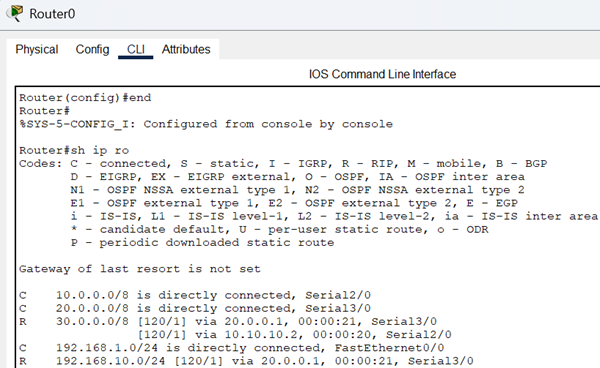 Router0
Physical Config CLI Attributes
IOS Command Line Interface
Router(config)#end
Router#
%SYS-5-CONFIG_I: Configured from console by console
Router#sh ip ro
Codes: C - connected, S - static, I - IGRP, R - RIP, M - mobile, B - BGP
D - EIGRP, EX - EIGRP external, O - OSPF, IA - OSPF inter area
N1 - OSPF NSSA external type 1, N2 - OSPF NSSA external type 2
E1 - OSPF external type 1, E2 - OSPF external type 2, E - EGP
i - IS-IS, L1 - IS-IS level-1, L2 - IS-IS level-2, ia - IS-IS inter area
* - candidate default, U - per-user static route, o - ODR
P - periodic downloaded static route
Gateway of last resort is not set
C 10.0.0.0/8 is directly connected, Serial2/0
C 20.0.0.0/8 is directly connected, Serial3/0
R 30.0.0.0/8 [120/1] via 20.0.0.1, 00:00:21, Serial3/0
[120/1] via 10.10.10.2, 00:00:20, Serial2/0
C 192.168.1.0/24 is directly connected, FastEthernet0/0
R 192.168.10.0/24 [120/1] via 20.0.0.1, 00:00:21, Serial3/0